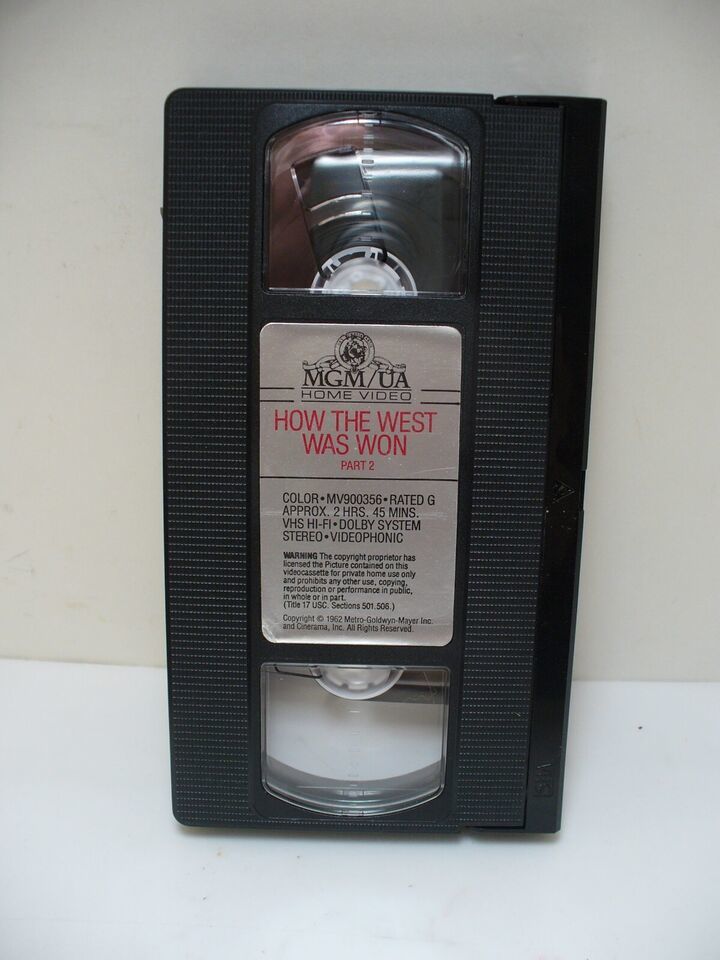 MGM/UA
HOME VIDEO
HOW THE WEST
WAS WON
PART 2
COLOR•MV900356•RATED G
APPROX. 2 HRS. 45 MINS.
VHS HI-FI•DOLBY SYSTEM
STEREO•VIDEOPHONIC
WARNING The copyright proprietor has
licensed the Picture contained on this
videocassette for private home use only
and prohibits any other use, copying,
reproduction or performance in public,
in whole or in part.
(Title 17 USC. Sections 501.506.)
Copyright © 1962 Metro-Goldwyn-Mayer Inc.
and Cinerama, Inc. All Rights Reserved.